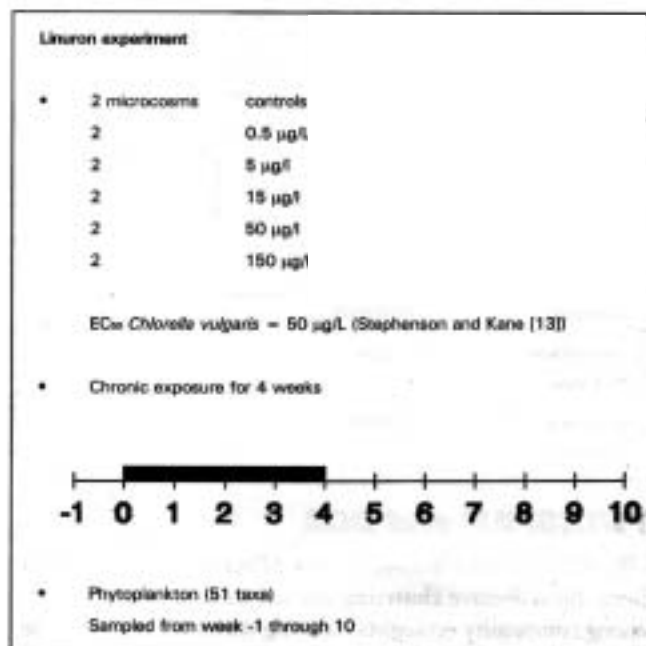 Linuron experiment
• 2 microcosms controls
2 0.5 µg/L
2 5 µg/l
2 15 µg/l
2 50 µg/l
2 150 µg/l
EC₅₀ Chlorella vulgaris = 50 µg/L (Stephenson and Kane [13])
• Chronic exposure for 4 weeks
-1 0 1 2 3 4 5 6 7 8 9 10
• Phytoplankton (51 taxa)
Sampled from week -1 through 10